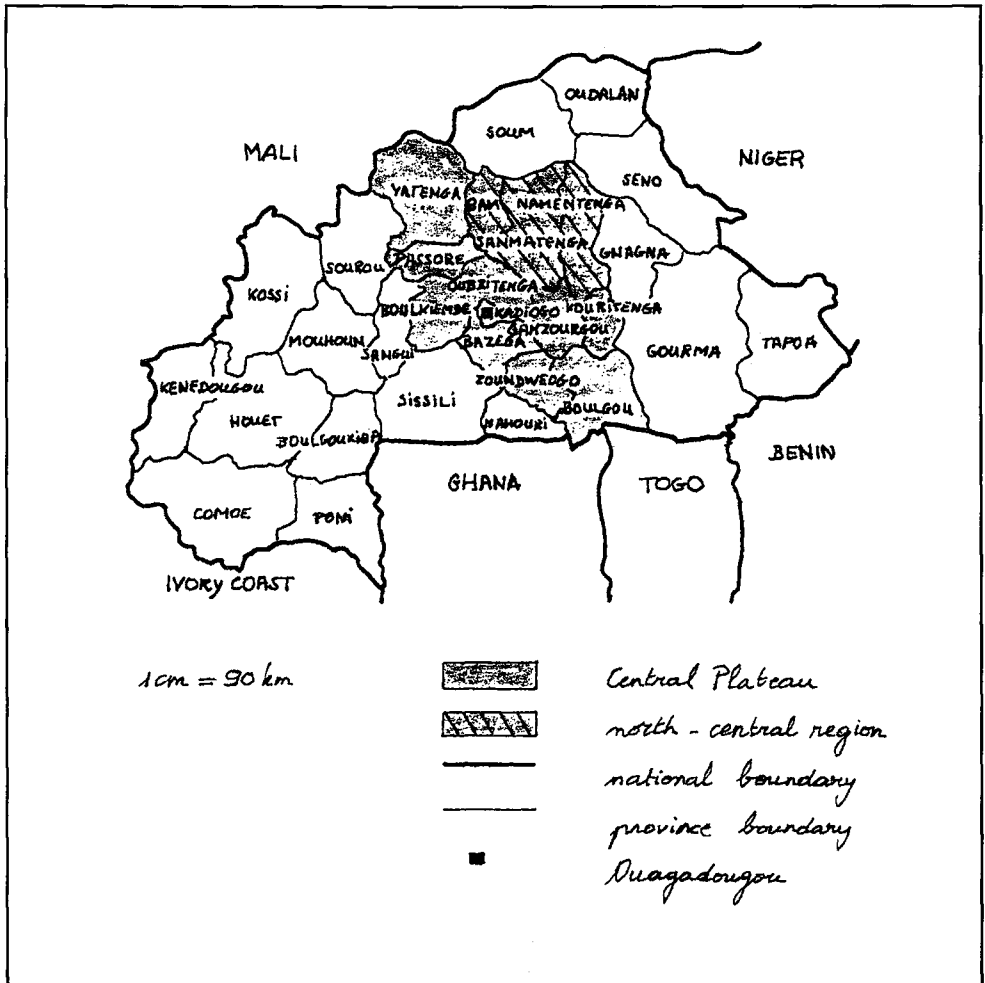 OUDALAN
SOUM
MALI
NIGER
SENO
YATENGA
BAM
NAMENTENGA
SANMATENGA
GNAGNA
PASSORE
SOUROU
OUBRITENGA
KOSSI
BOULKIEMDE
KADIOGO
KOURITENGA
GANZOURGOU
MOUHOUN
BAZEGA
TAPOA
SANGUI
GOURMA
ZOUNDWEOGO
KENEDOUGOU
SISSILI
BOULGOU
HOUET
NAHOURI
BOULGOURIBA
BENIN
GHANA
TOGO
COMOE
PONI
IVORY COAST
1cm = 90 km
Central Plateau
north - central region
national boundary
province boundary
Ouagadougou